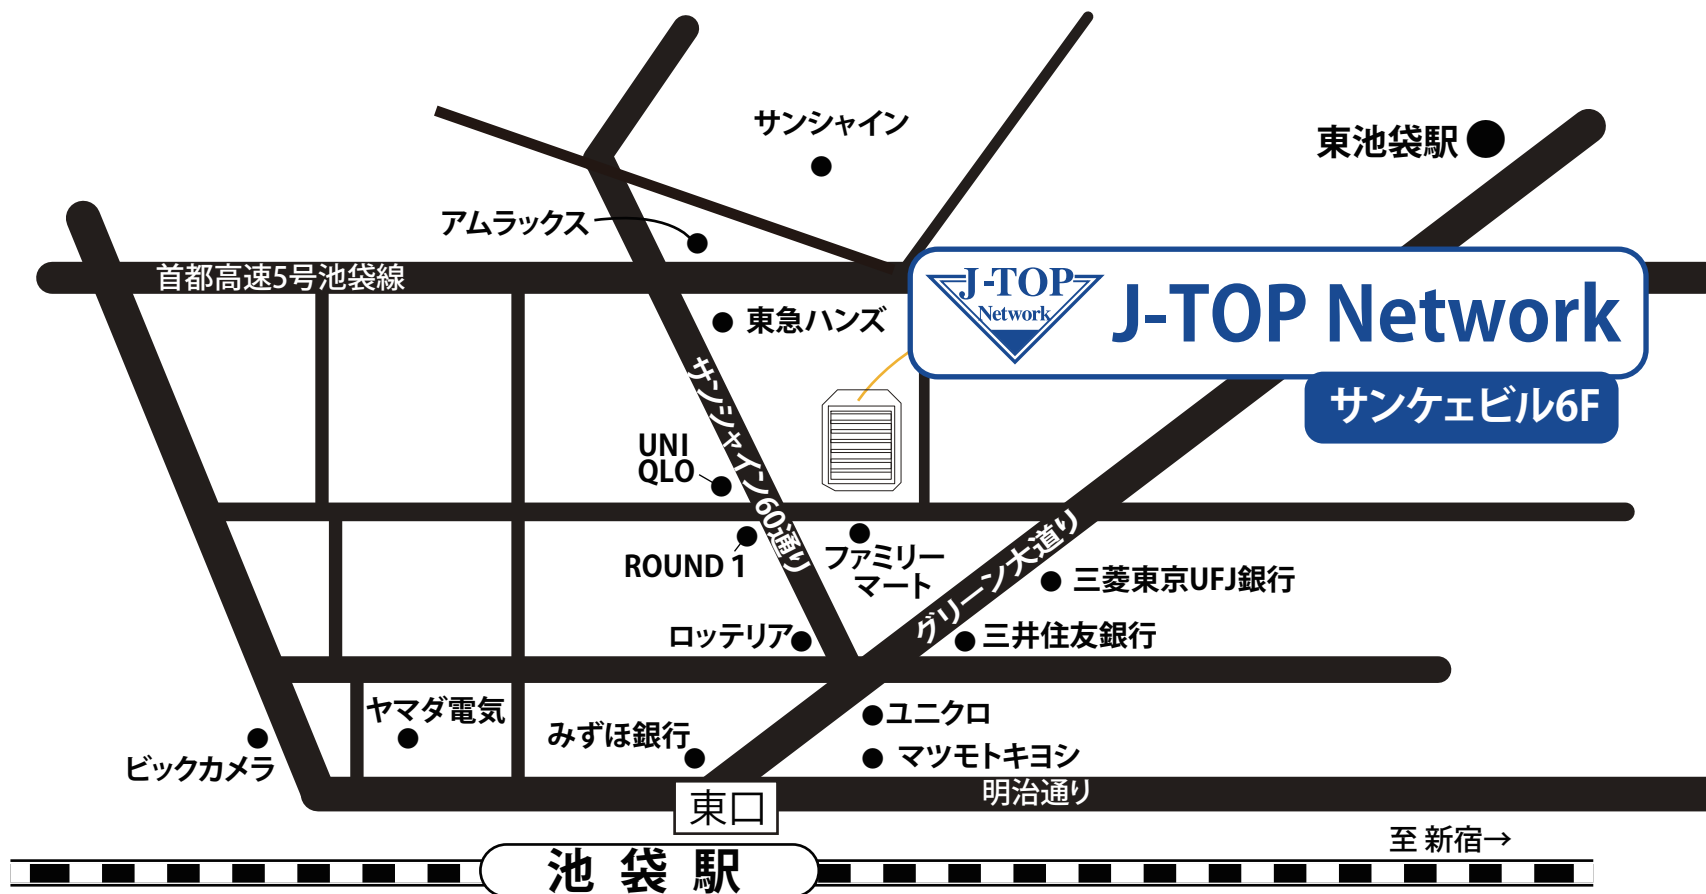 サンシャイン
東池袋駅
アムラックス
首都高速5号池袋線
J-TOP
Network
J-TOP Network
東急ハンズ
サンケェビル6F
サンシャイン60通り
UNI
QLO
ROUND 1
ファミリー
マート
グリーン大道り
三菱東京UFJ銀行
ロッテリア
三井住友銀行
ヤマダ電気
みずほ銀行
ユニクロ
ビックカメラ
マツモトキヨシ
明治通り
東口
至 新宿→
池袋駅